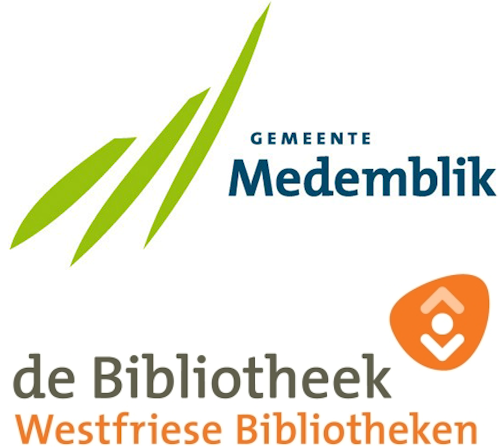 GEMEENTE
Medemblik
de Bibliotheek
Westfriese Bibliotheken